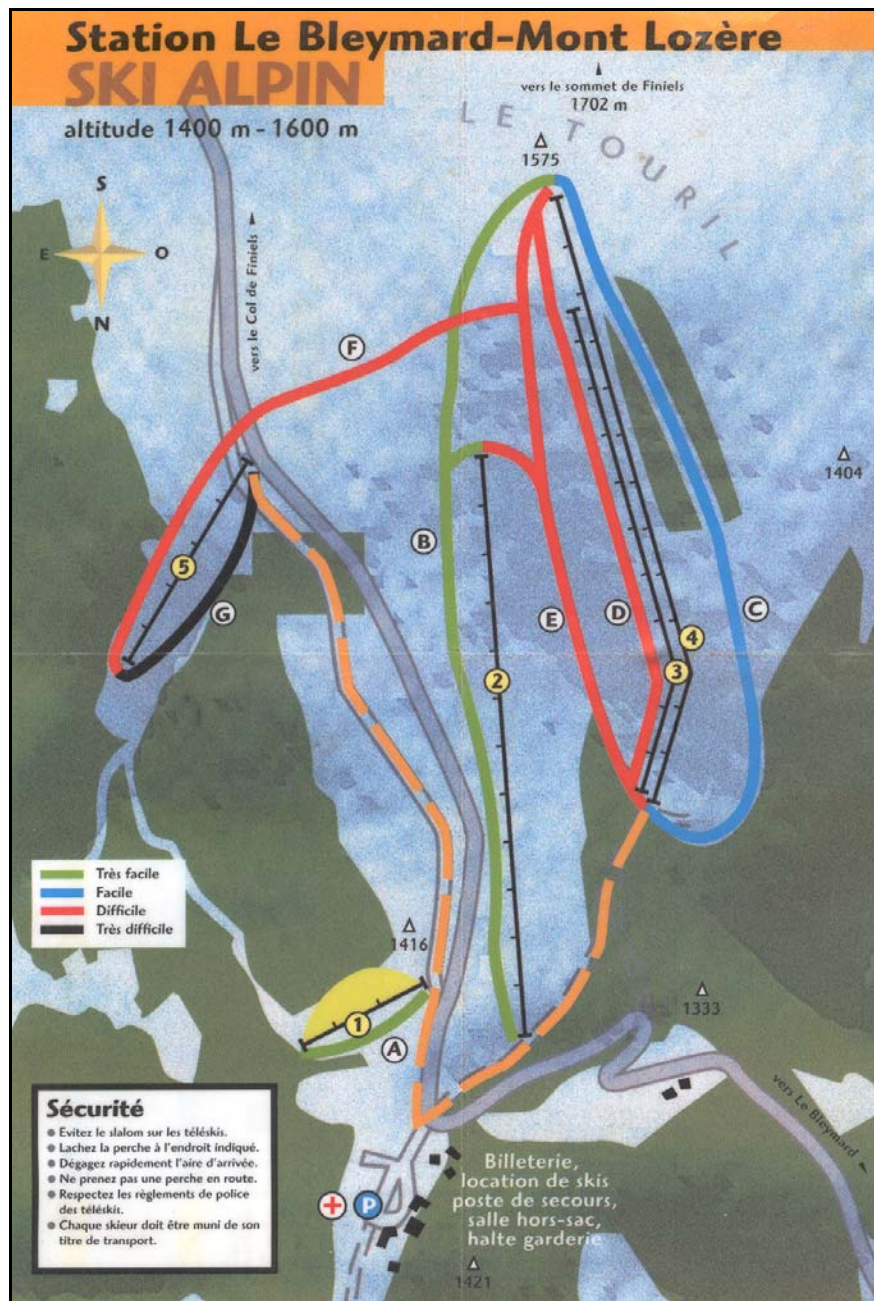 Station Le Bleymard-Mont Lozère
SKI ALPIN
altitude 1400 m - 1600 m
vers le sommet de Finiels
1702 m
LE TOURIL
1575
S
E
O
N
vers le Col de Finiels
F
1404
B
5
G
E
D
C
4
3
2
Très facile
Facile
Difficile
Très difficile
1416
1333
1
A
vers Le Bleymard
Sécurité
Evitez le slalom sur les téléskis.
Lachez la perche à l'endroit indiqué.
Dégagez rapidement l'aire d'arrivée.
Ne prenez pas une perche en route.
Respectez les règlements de police
des téléskis.
Chaque skieur doit être muni de son
titre de transport.
P
Billeterie,
location de skis
poste de secours,
salle hors-sac,
halte garderie
1421